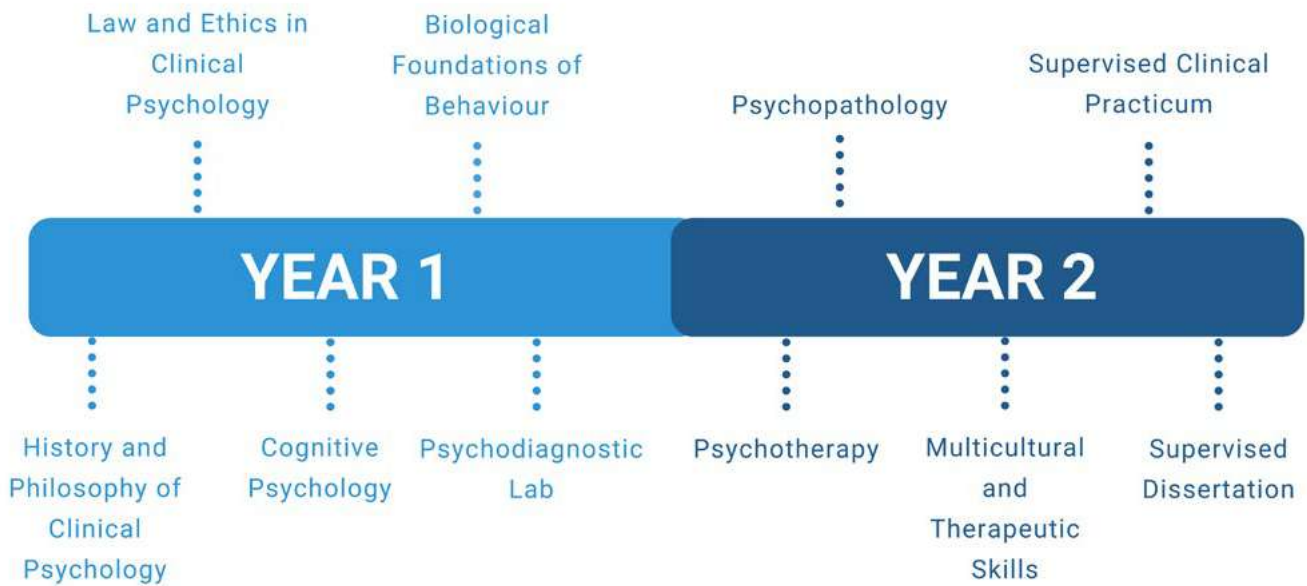 Law and Ethics in
Clinical
Psychology
Biological
Foundations of
Behaviour
Psychopathology
Supervised Clinical
Practicum
YEAR 1
YEAR 2
History and
Philosophy of
Clinical
Psychology
Cognitive
Psychology
Psychodiagnostic
Lab
Psychotherapy
Multicultural
and
Therapeutic
Skills
Supervised
Dissertation